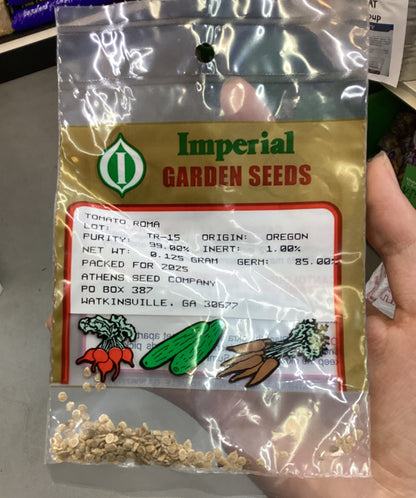 Imperial
I
GARDEN SEEDS
TOMATO ROMA
LOT: TR-15 ORIGIN: OREGON
PURITY: 99.00% INERT: 1.00%
NET WT: 0.125 GRAM GERM: 85.00%
PACKED FOR 2025
ATHENS SEED COMPANY
PO BOX 387
WATKINSVILLE, GA 30677